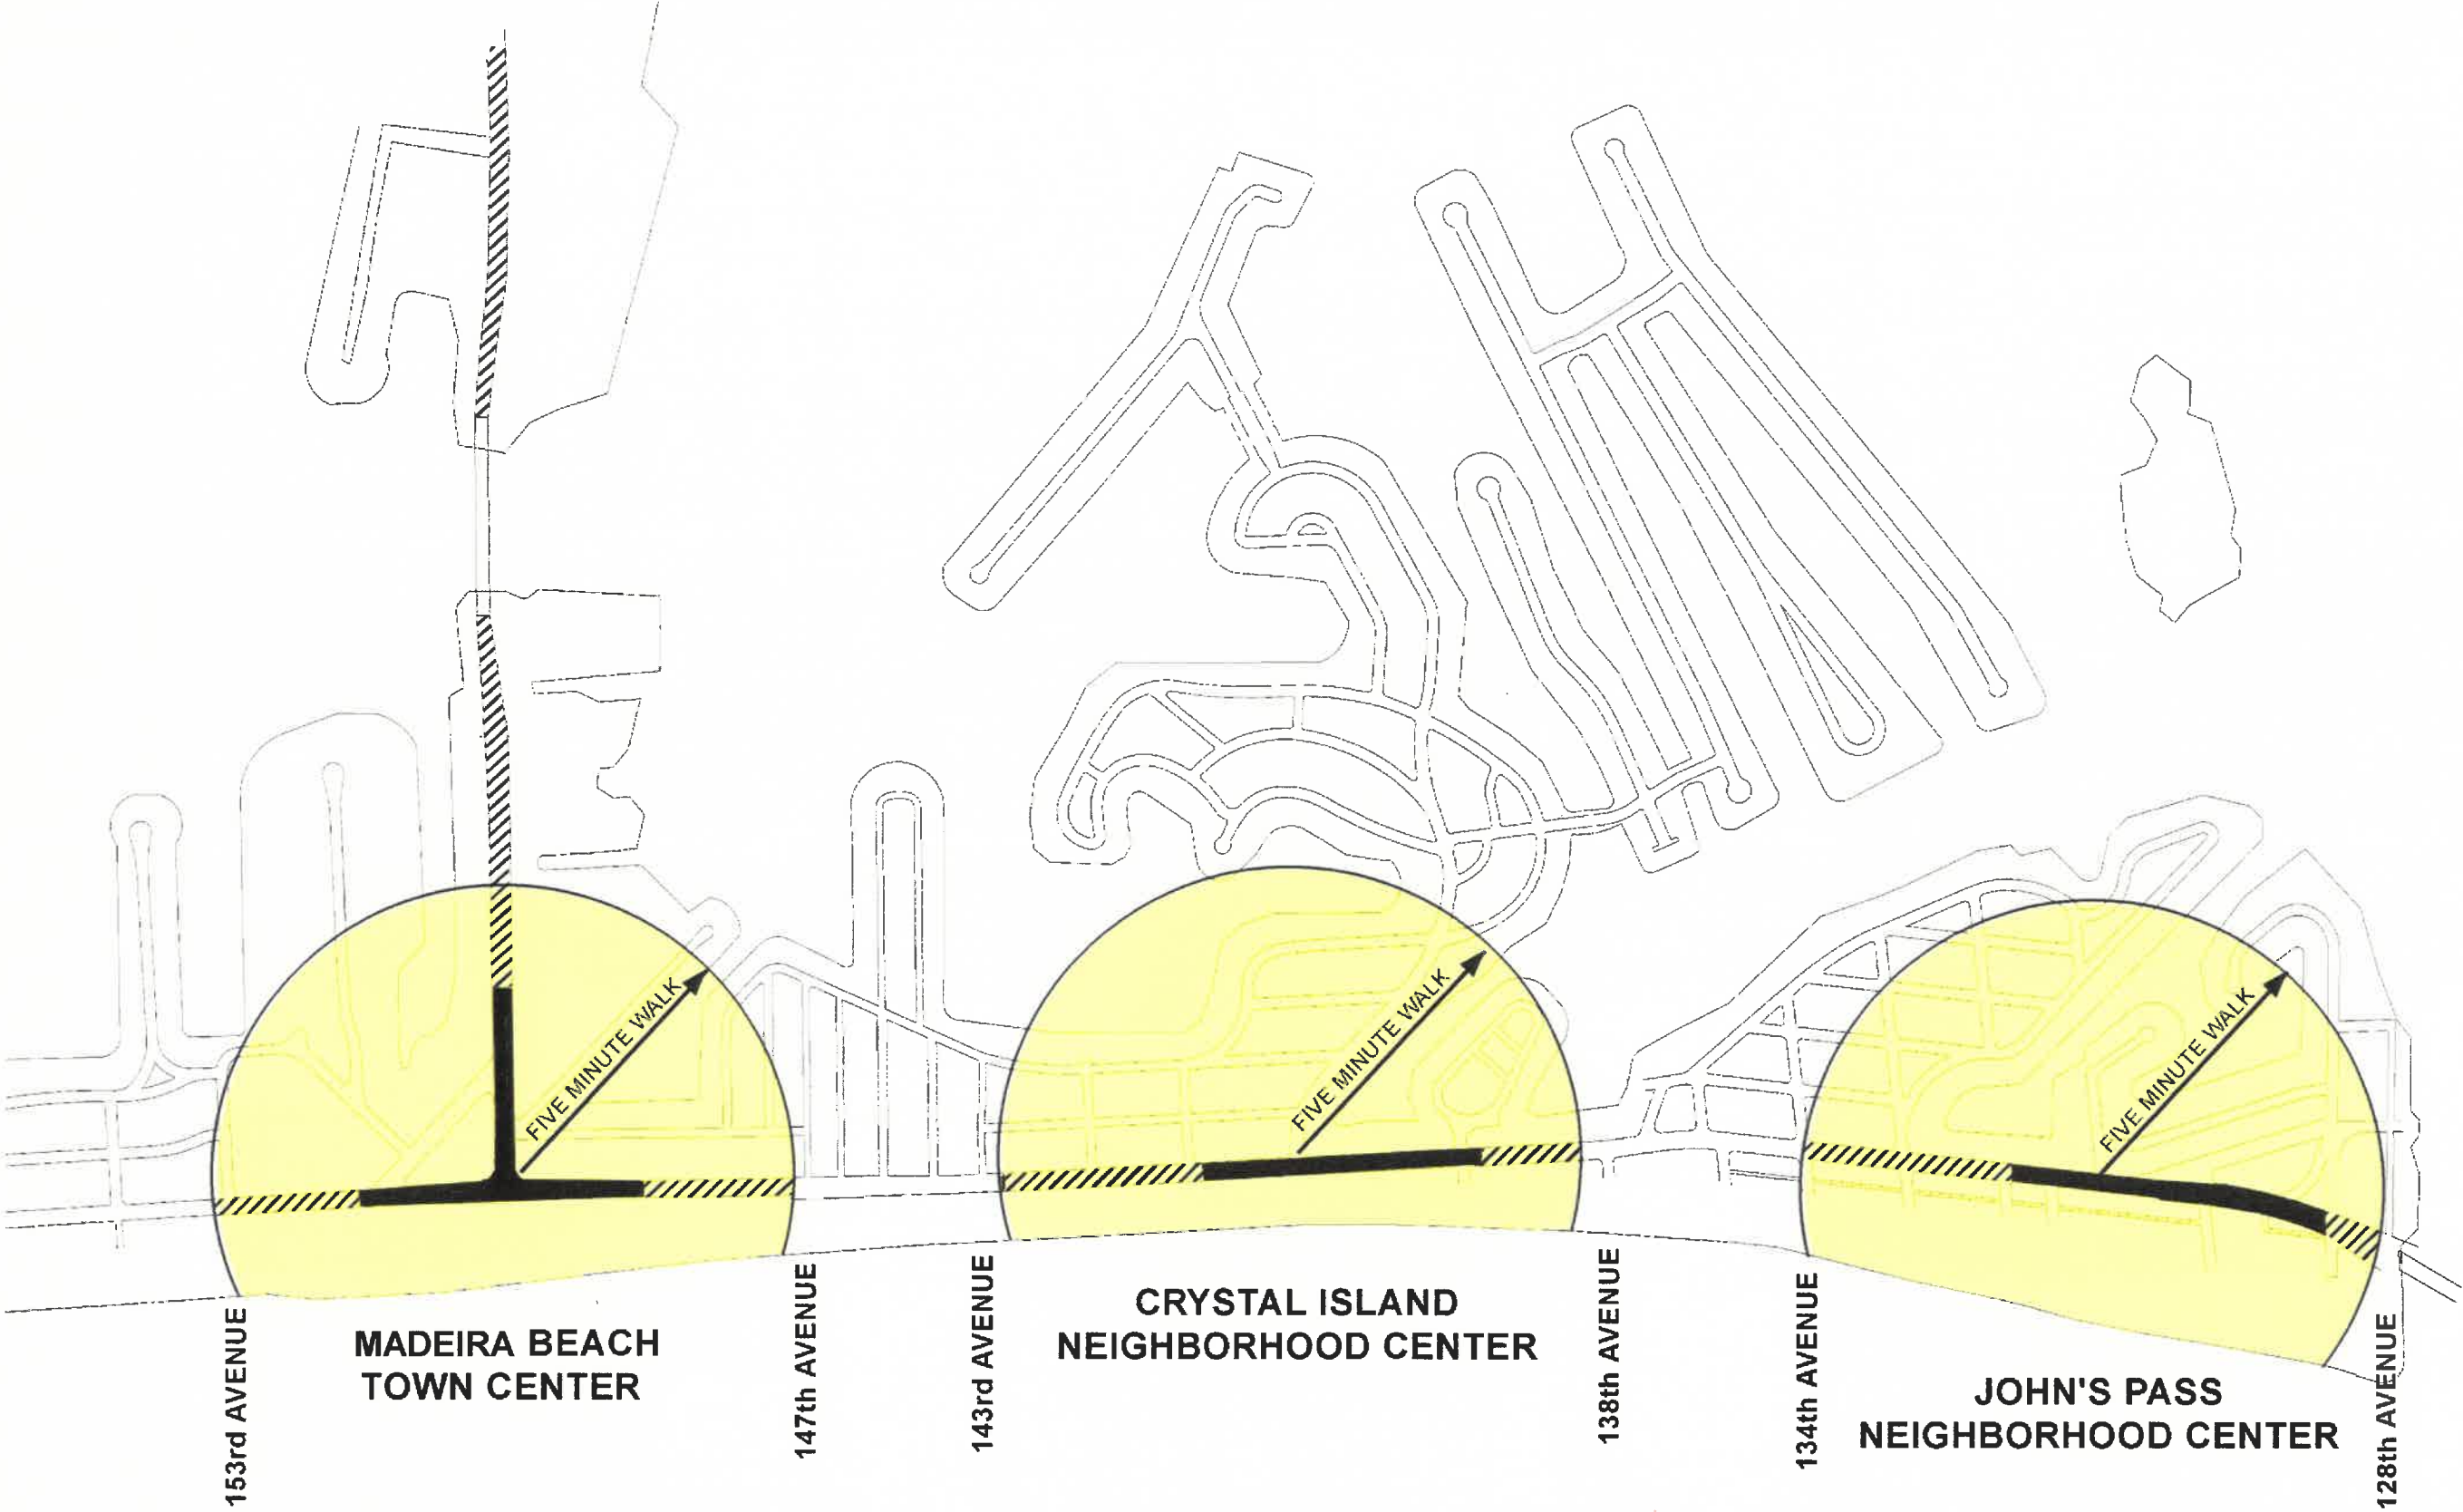 FIVE MINUTE WALK
FIVE MINUTE WALK
FIVE MINUTE WALK
153rd AVENUE
MADEIRA BEACH
TOWN CENTER
147th AVENUE
143rd AVENUE
CRYSTAL ISLAND
NEIGHBORHOOD CENTER
138th AVENUE
134th AVENUE
JOHN'S PASS
NEIGHBORHOOD CENTER
128th AVENUE